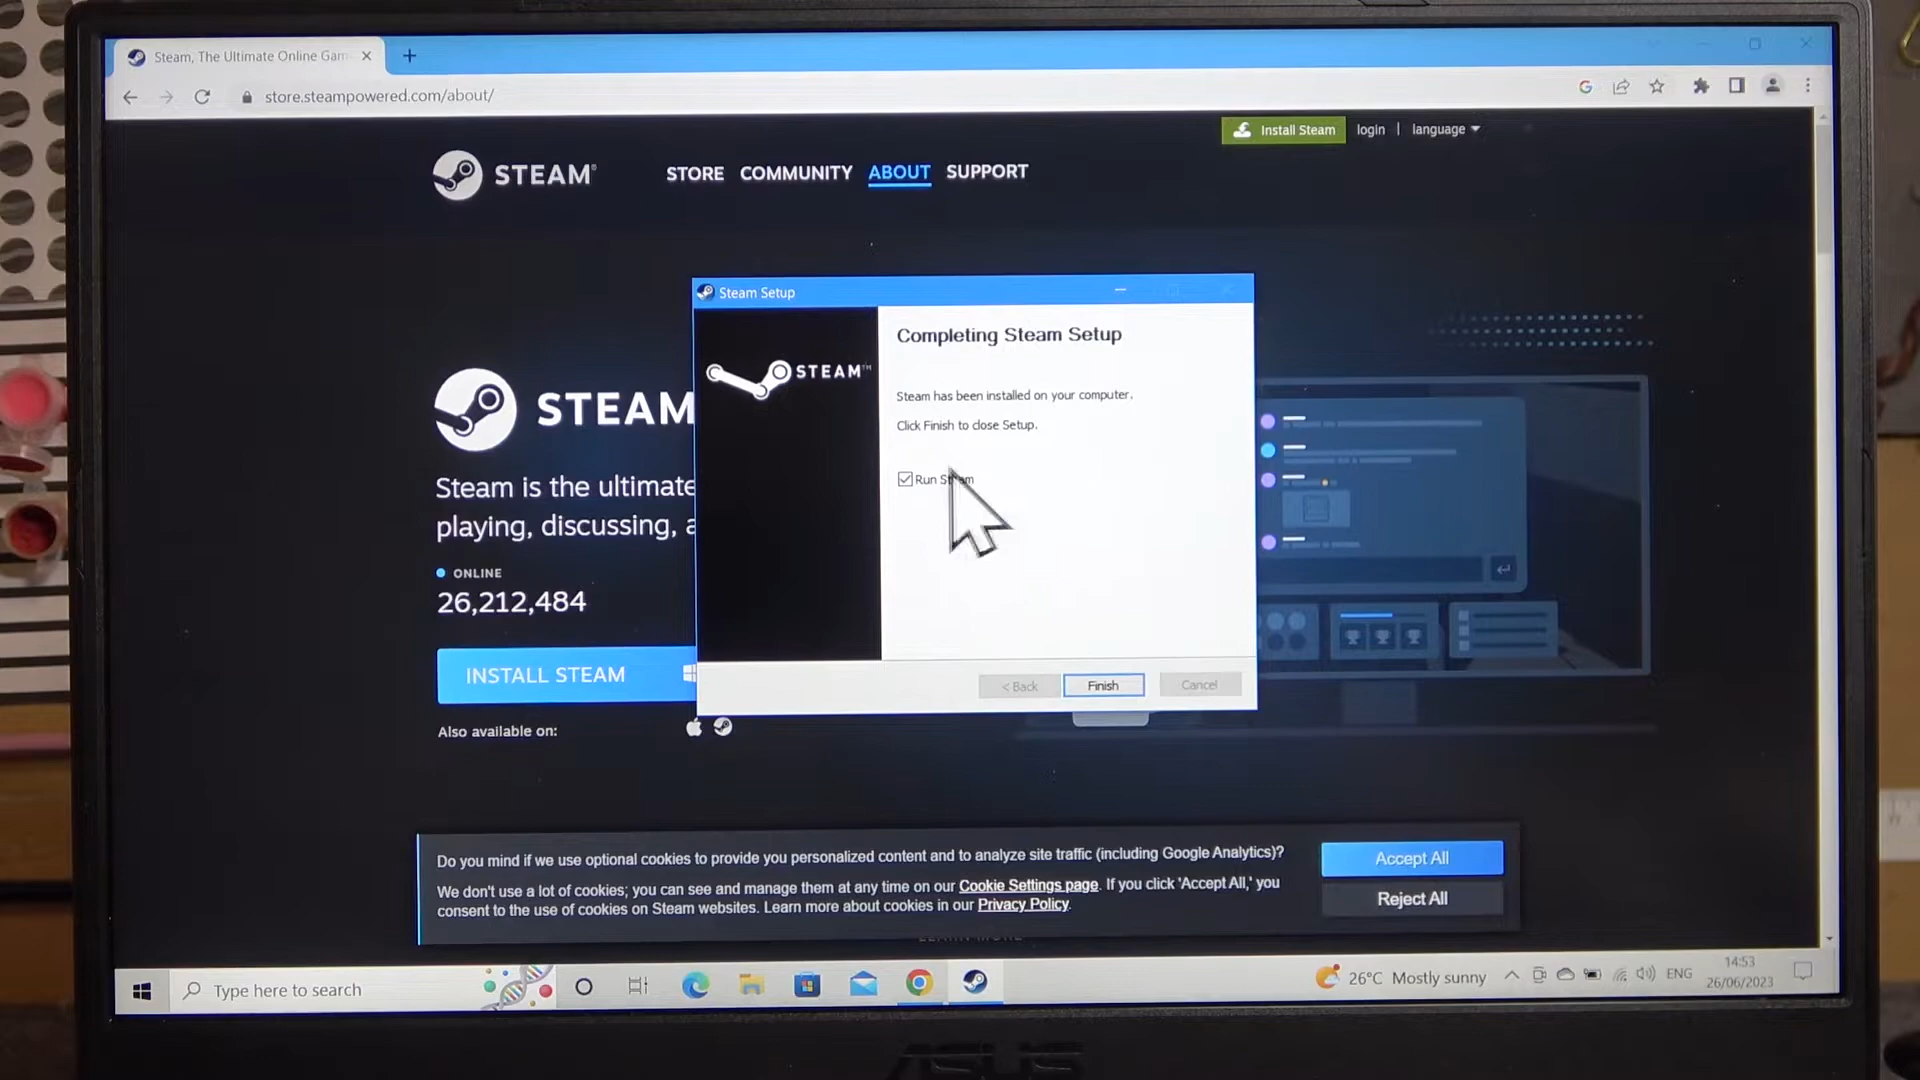 Steam, The Ultimate Online Gam
store.steampowered.com/about/
Install Steam login | language
STEAM®
STORE COMMUNITY ABOUT SUPPORT
Steam Setup
Completing Steam Setup
STEAM™
Steam has been installed on your computer.
Click Finish to close Setup.
Run Steam
< Back Finish Cancel
STEAM
Steam is the ultimate
playing, discussing, a
ONLINE
26,212,484
INSTALL STEAM
Also available on:
Do you mind if we use optional cookies to provide you personalized content and to analyze site traffic (including Google Analytics)?
We don't use a lot of cookies; you can see and manage them at any time on our Cookie Settings page. If you click 'Accept All,' you
consent to the use of cookies on Steam websites. Learn more about cookies in our Privacy Policy.
Accept All
Reject All
LEARN MORE
Type here to search
26°C Mostly sunny
ENG
14:53
26/06/2023
ASUS